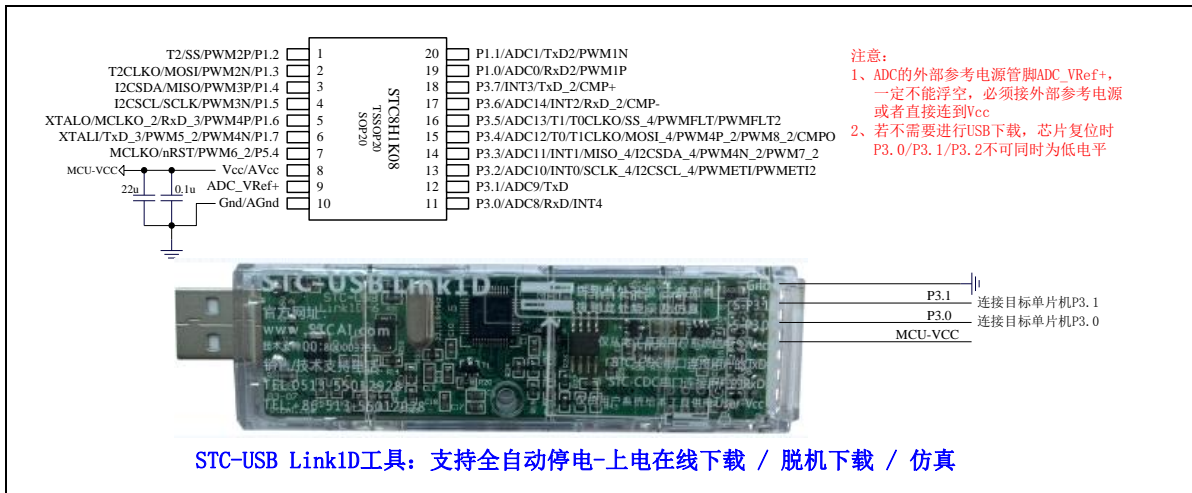 T2/SS/PWM2P/P1.2
T2CLKO/MOSI/PWM2N/P1.3
I2CSDA/MISO/PWM3P/P1.4
I2CSCL/SCLK/PWM3N/P1.5
XTALO/MCLKO_2/RxD_3/PWM4P/P1.6
XTALI/TxD_3/PWM5_2/PWM4N/P1.7
MCLKO/nRST/PWM6_2/P5.4
MCU-VCC
Vcc/AVcc
22u
0.1u
ADC_VRef+
Gnd/AGnd
1
2
3
4
5
6
7
8
9
10
STC8H1K08
TSSOP20
SOP20
20
19
18
17
16
15
14
13
12
11
P1.1/ADC1/TxD2/PWM1N
P1.0/ADC0/RxD2/PWM1P
P3.7/INT3/TxD_2/CMP+
P3.6/ADC14/INT2/RxD_2/CMP-
P3.5/ADC13/T1/T0CLKO/SS_4/PWMFLT/PWMFLT2
P3.4/ADC12/T0/T1CLKO/MOSI_4/PWM4P_2/PWM8_2/CMPO
P3.3/ADC11/INT1/MISO_4/I2CSDA_4/PWM4N_2/PWM7_2
P3.2/ADC10/INT0/SCLK_4/I2CSCL_4/PWMETI/PWMETI2
P3.1/ADC9/TxD
P3.0/ADC8/RxD/INT4
注意：
1、ADC的外部参考电源管脚ADC_VRef+，
一定不能浮空，必须接外部参考电源
或者直接连到Vcc
2、若不需要进行USB下载，芯片复位时
P3.0/P3.1/P3.2不可同时为低电平
STC-USB Link1D
官方网址:
www.STCAI.com
GND
P3.1
P3.0
P3.1
连接目标单片机P3.1
P3.0
连接目标单片机P3.0
MCU-VCC
STC-USB Link1D工具：支持全自动停电-上电在线下载 / 脱机下载 / 仿真